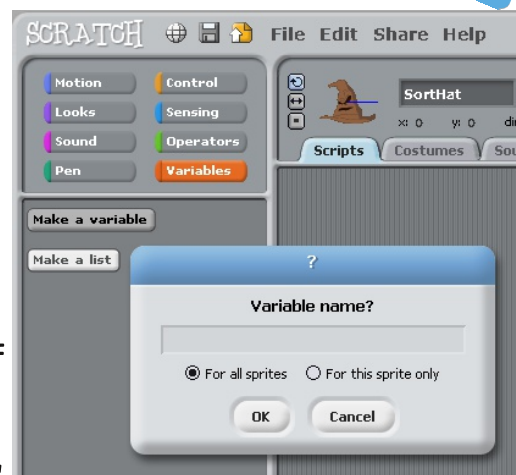 SCRATCH File Edit Share Help
Motion Control
Looks Sensing
Sound Operators
Pen Variables
SortHat
x: 0 y: 0
Scripts Costumes
Make a variable
Make a list
?
Variable name?
For all sprites For this sprite only
OK Cancel